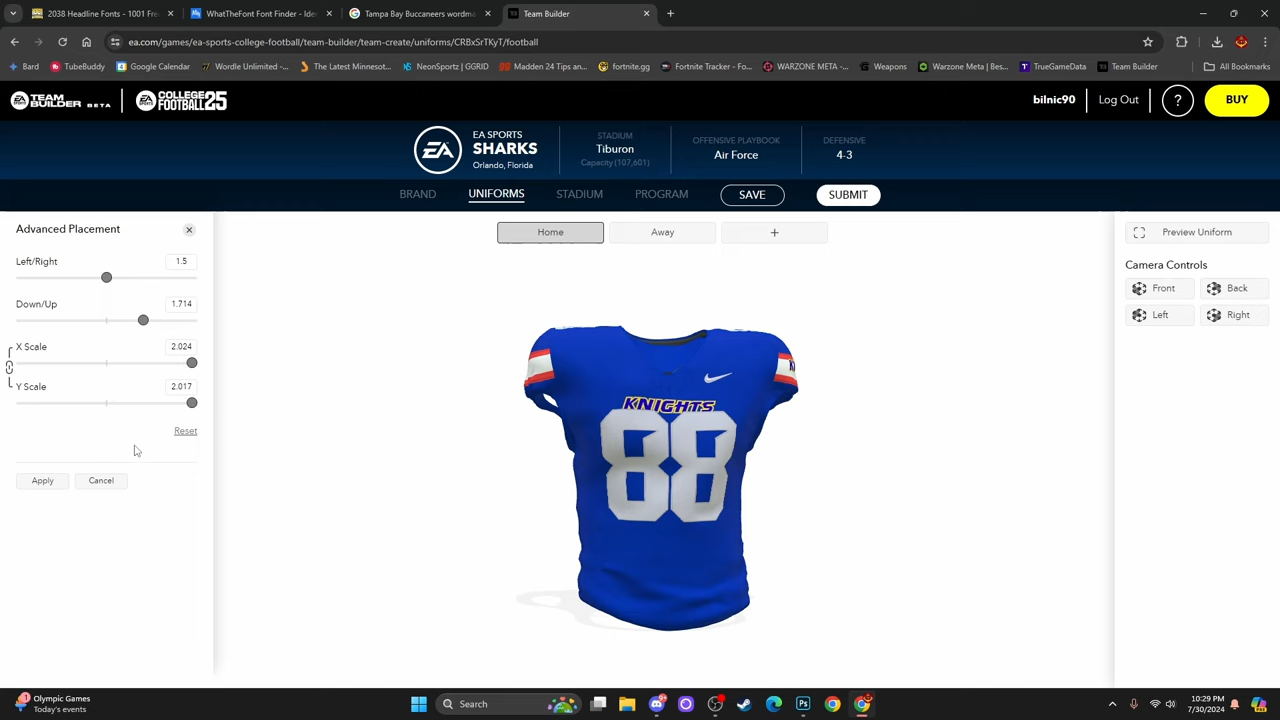 2038 Headline Fonts - 1001 Fre
WhatTheFont Font Finder - Ide
Tampa Bay Buccaneers wordma
Team Builder
ea.com/games/ea-sports-college-football/team-builder/team-create/uniforms/CRBxSrTKyT/football
Bard
TubeBuddy
Google Calendar
Wordle Unlimited -...
The Latest Minnesot...
NeonSportz | GGRID
Madden 24 Tips an...
fortnite.gg
Fortnite Tracker - Fo...
WARZONE META -...
Weapons
Warzone Meta | Bes...
TrueGameData
Team Builder
All Bookmarks
EA SPORTS TEAM BUILDER BETA
EA SPORTS COLLEGE FOOTBALL 25
bilnic90
Log Out
?
BUY
EA
EA SPORTS
SHARKS
Orlando, Florida
STADIUM
Tiburon
Capacity (107,601)
OFFENSIVE PLAYBOOK
Air Force
DEFENSIVE
4-3
BRAND
UNIFORMS
STADIUM
PROGRAM
SAVE
SUBMIT
Advanced Placement
Left/Right
1.5
Down/Up
1.714
X Scale
2.024
Y Scale
2.017
Reset
Apply
Cancel
Home
Away
+
KNIGHTS
88
Preview Uniform
Camera Controls
Front
Back
Left
Right
1
Olympic Games
Today's events
Search
10:29 PM
7/30/2024